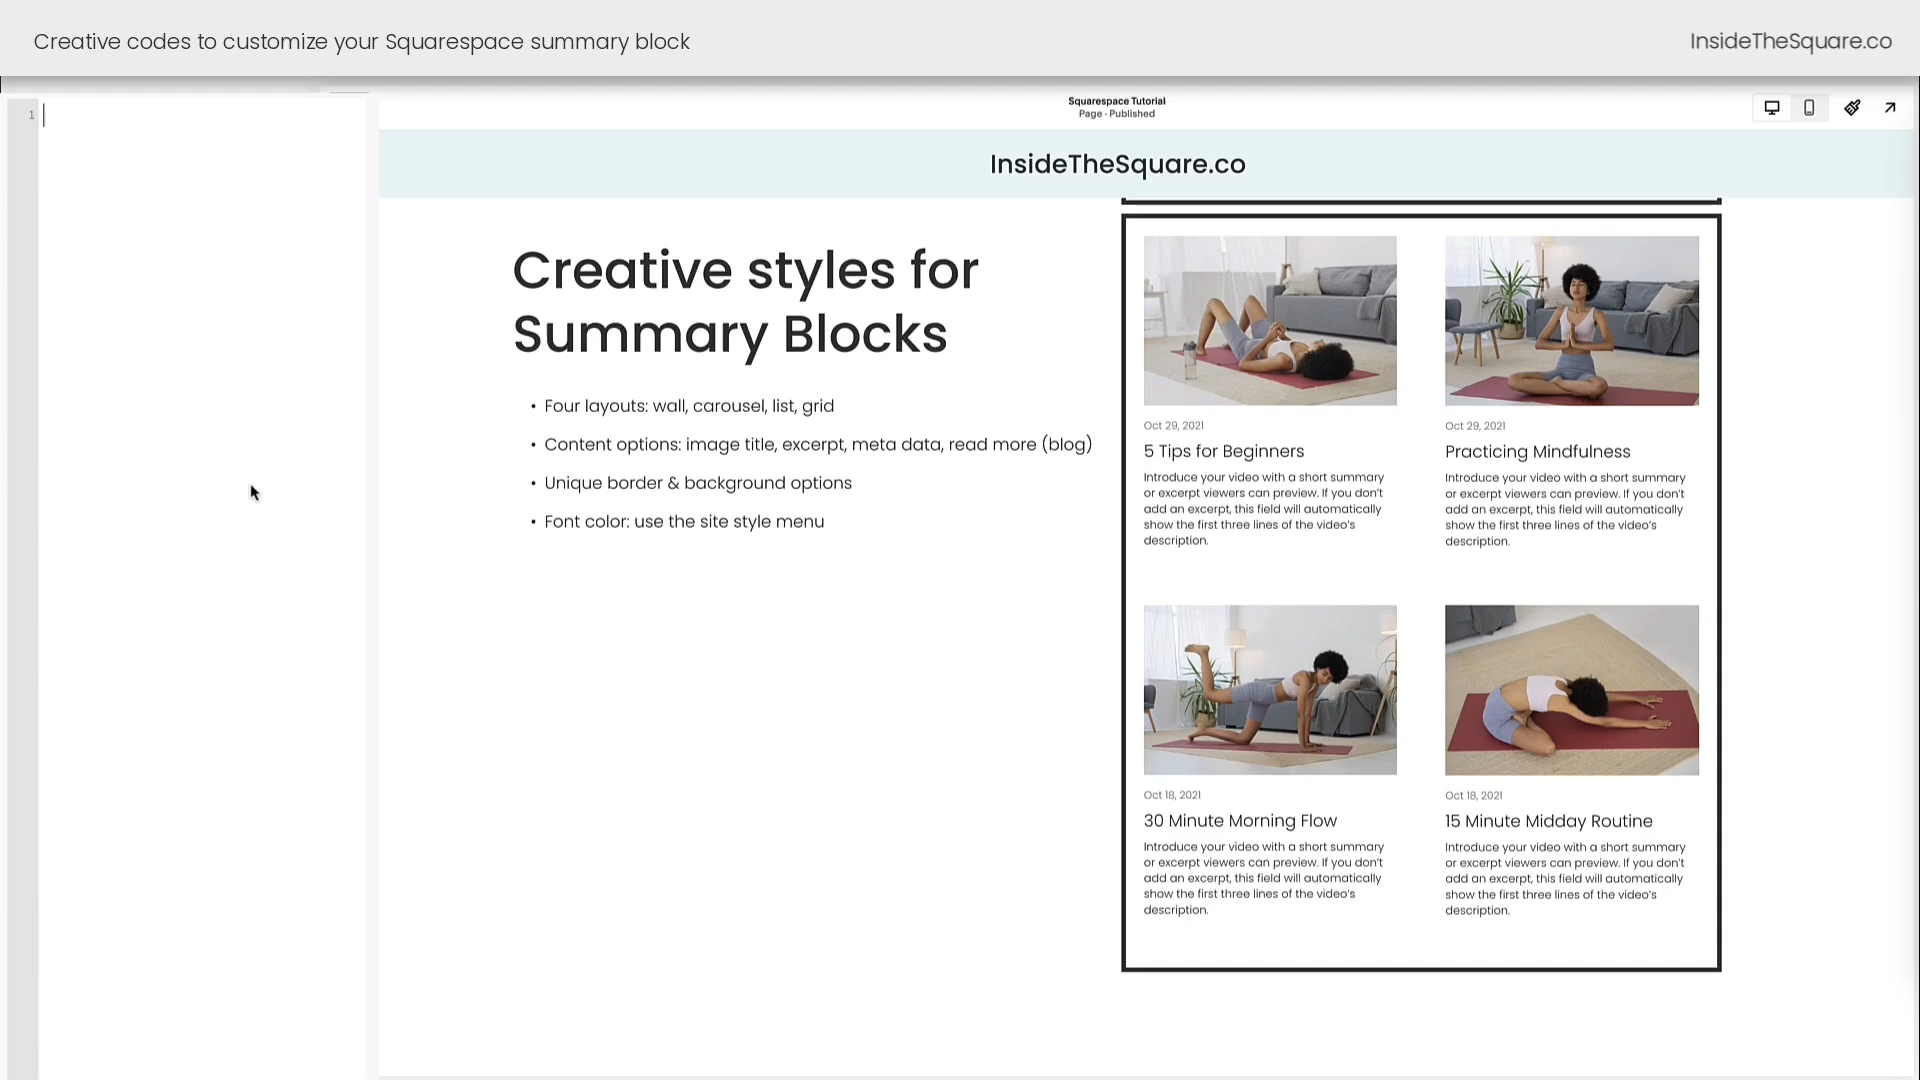 Creative codes to customize your Squarespace summary block
InsideTheSquare.co
1
Squarespace Tutorial
Page · Published
InsideTheSquare.co
Creative styles for
Summary Blocks
• Four layouts: wall, carousel, list, grid
• Content options: image title, excerpt, meta data, read more (blog)
• Unique border & background options
• Font color: use the site style menu
Oct 29, 2021
5 Tips for Beginners
Introduce your video with a short summary
or excerpt viewers can preview. If you don't
add an excerpt, this field will automatically
show the first three lines of the video's
description.
Oct 29, 2021
Practicing Mindfulness
Introduce your video with a short summary
or excerpt viewers can preview. If you don't
add an excerpt, this field will automatically
show the first three lines of the video's
description.
Oct 18, 2021
30 Minute Morning Flow
Introduce your video with a short summary
or excerpt viewers can preview. If you don't
add an excerpt, this field will automatically
show the first three lines of the video's
description.
Oct 18, 2021
15 Minute Midday Routine
Introduce your video with a short summary
or excerpt viewers can preview. If you don't
add an excerpt, this field will automatically
show the first three lines of the video's
description.